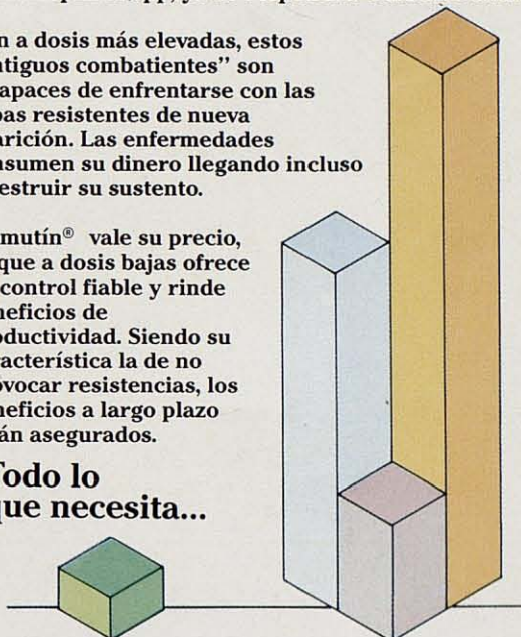 n a dosis más elevadas, estos
tiguos combatientes” son
apaces de enfrentarse con las
pas resistentes de nueva
arición. Las enfermedades
nsumen su dinero llegando incluso
estruir su sustento.
mutín® vale su precio,
que a dosis bajas ofrece
control fiable y rinde
neficios de
oductividad. Siendo su
racterística la de no
ovocar resistencias, los
neficios a largo plazo
án asegurados.
Todo lo
que necesita...